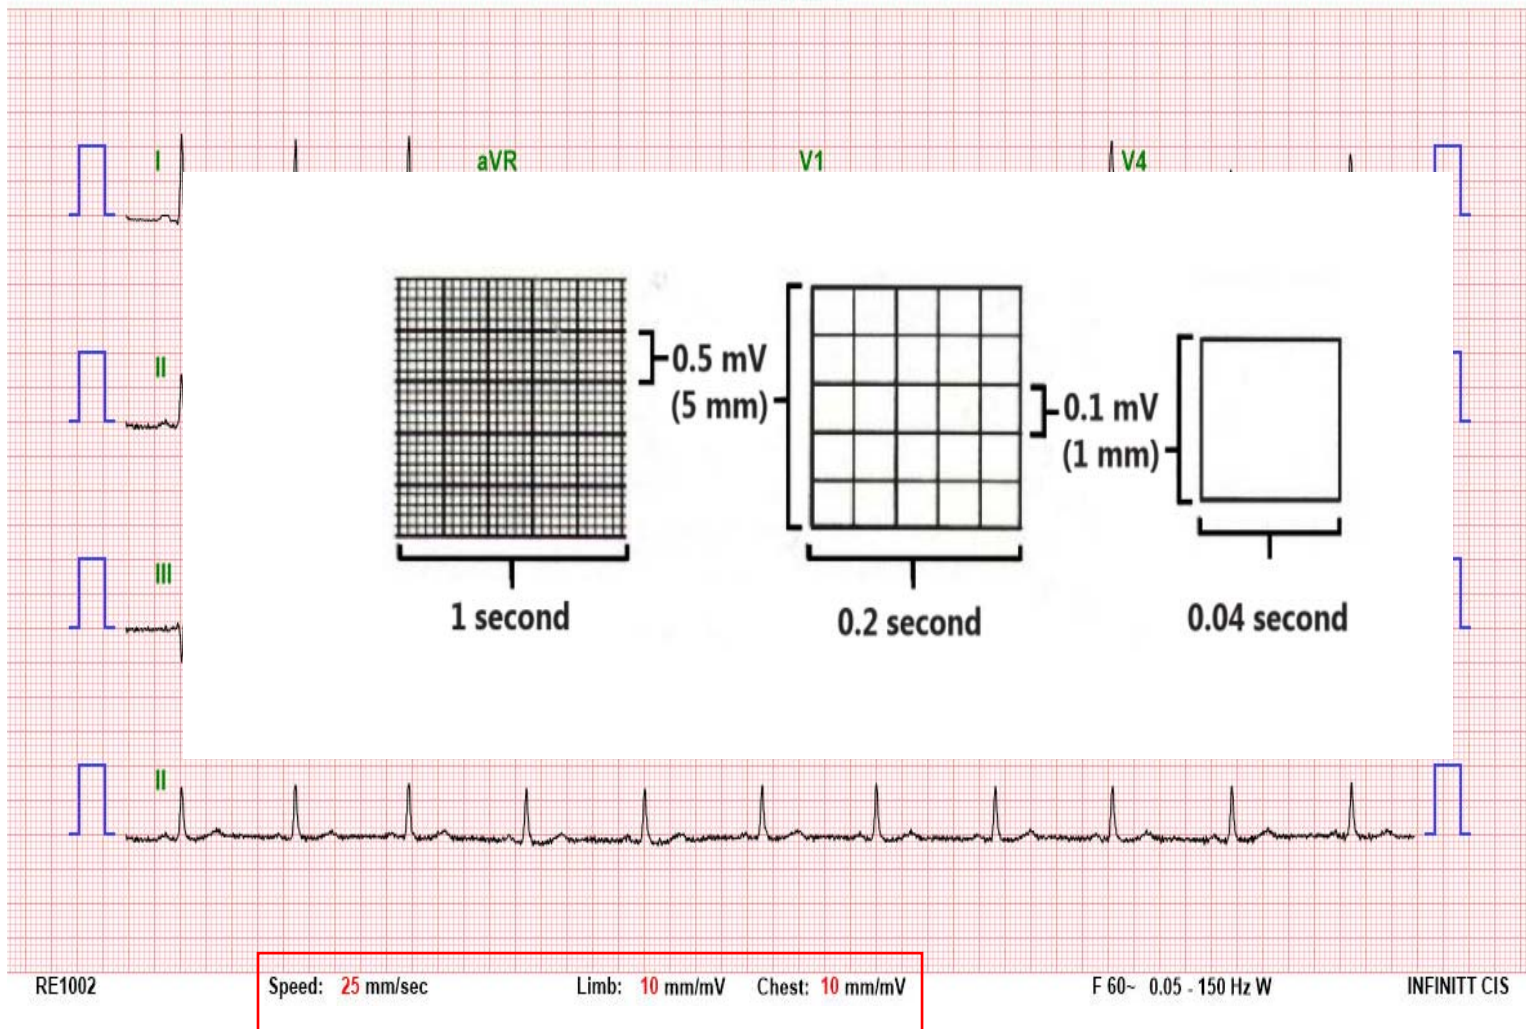 I aVR V1 V4
II
0.5 mV
(5 mm)
0.1 mV
(1 mm)
III
1 second
0.2 second
0.04 second
II
RE1002 Speed: 25 mm/sec Limb: 10 mm/mV Chest: 10 mm/mV F 60~ 0.05 - 150 Hz W INFINITT CIS